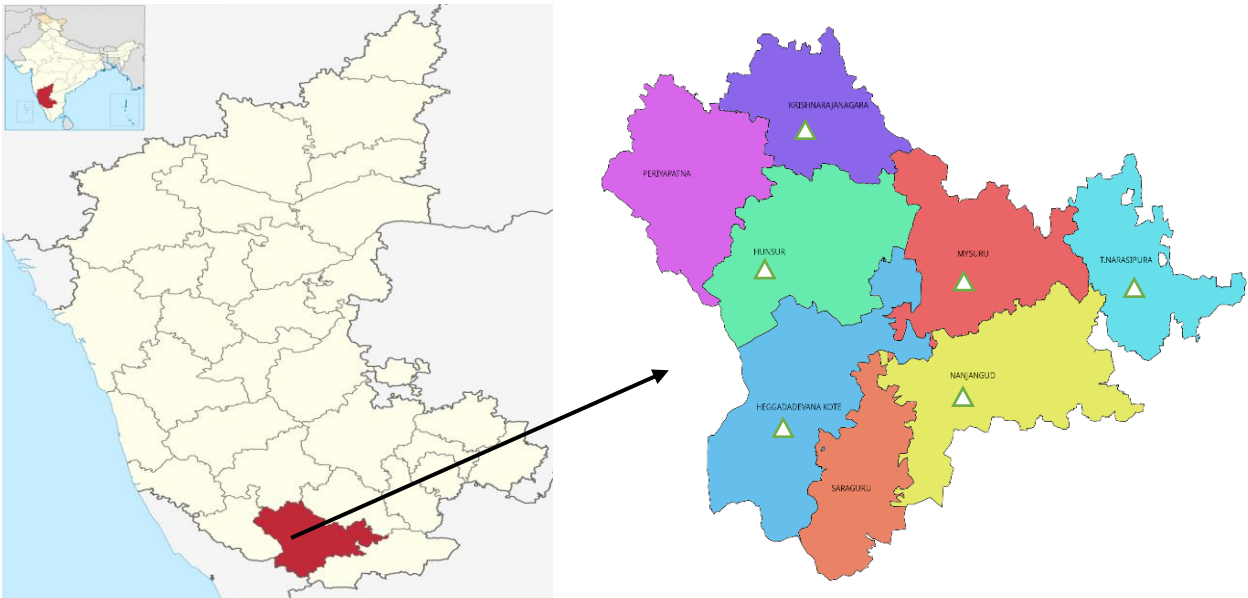 KRISHNARAJANAGARA
PERIYAPATNA
HUNSUR
MYSURU
T.NARASIPURA
NANJANGUD
HEGGADADEVANA KOTE
SARAGURU